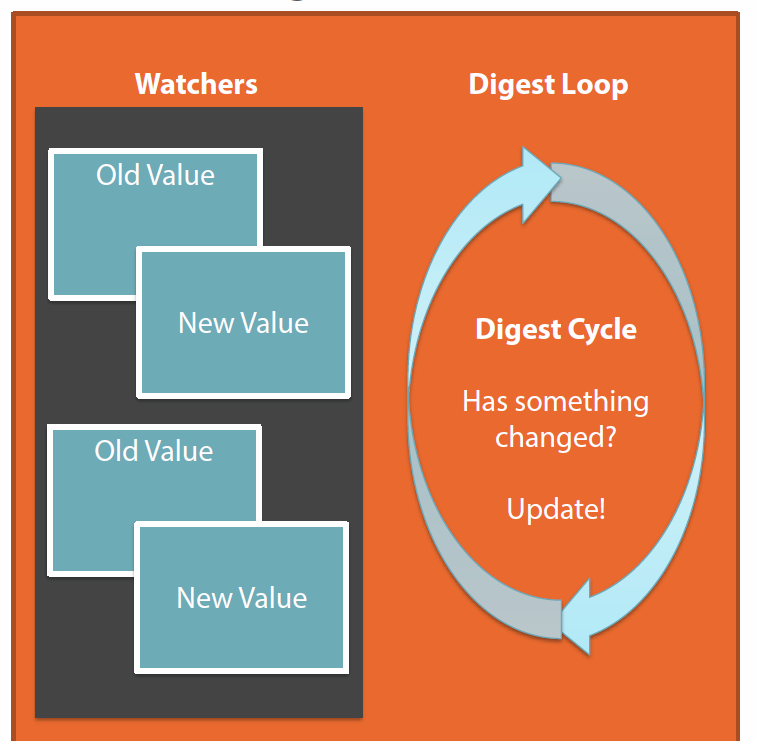 Watchers
Old Value
New Value
Old Value
New Value
Digest Loop
Digest Cycle
Has something
changed?
Update!